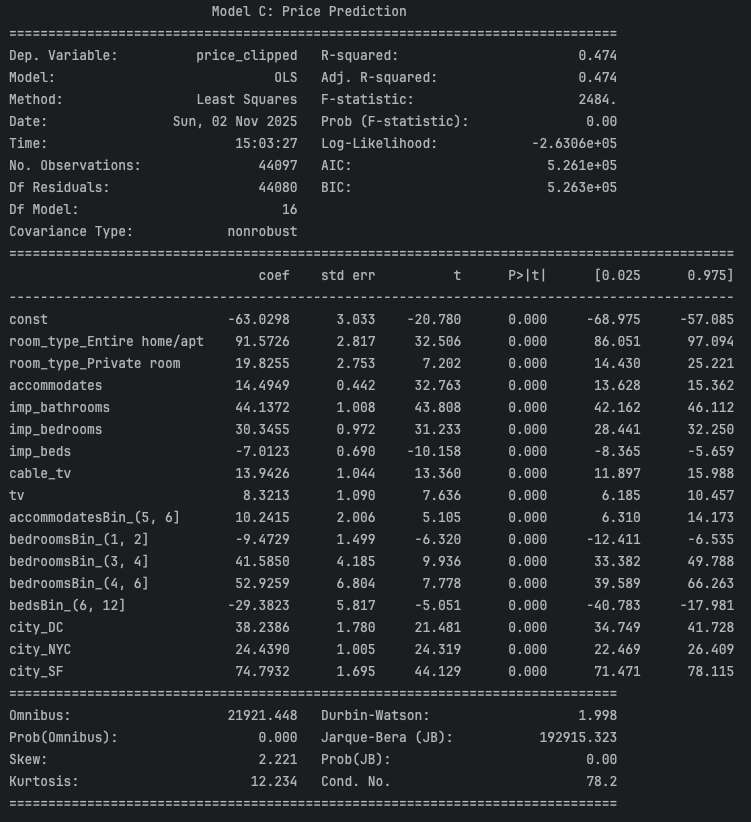 Model C: Price Prediction
==============================================================================
Dep. Variable:          price_clipped   R-squared:                       0.474
Model:                            OLS   Adj. R-squared:                  0.474
Method:                 Least Squares   F-statistic:                     2484.
Date:                Sun, 02 Nov 2025   Prob (F-statistic):               0.00
Time:                        15:03:27   Log-Likelihood:            -2.6306e+05
No. Observations:               44097   AIC:                         5.261e+05
Df Residuals:                   44080   BIC:                         5.263e+05
Df Model:                          16
Covariance Type:            nonrobust
=============================================================================================
                                coef    std err          t      P>|t|      [0.025      0.975]
---------------------------------------------------------------------------------------------
const                       -63.0298      3.033    -20.780      0.000     -68.975     -57.085
room_type_Entire home/apt    91.5726      2.817     32.506      0.000      86.051      97.094
room_type_Private room       19.8255      2.753      7.202      0.000      14.430      25.221
accommodates                 14.4949      0.442     32.763      0.000      13.628      15.362
imp_bathrooms                44.1372      1.008     43.808      0.000      42.162      46.112
imp_bedrooms                 30.3455      0.972     31.233      0.000      28.441      32.250
imp_beds                     -7.0123      0.690    -10.158      0.000      -8.365      -5.659
cable_tv                     13.9426      1.044     13.360      0.000      11.897      15.988
tv                            8.3213      1.090      7.636      0.000       6.185      10.457
accommodatesBin_(5, 6]       10.2415      2.006      5.105      0.000       6.310      14.173
bedroomsBin_(1, 2]           -9.4729      1.499     -6.320      0.000     -12.411      -6.535
bedroomsBin_(3, 4]           41.5850      4.185      9.936      0.000      33.382      49.788
bedroomsBin_(4, 6]           52.9259      6.804      7.778      0.000      39.589      66.263
bedsBin_(6, 12]             -29.3823      5.817     -5.051      0.000     -40.783     -17.981
city_DC                      38.2386      1.780     21.481      0.000      34.749      41.728
city_NYC                     24.4390      1.005     24.319      0.000      22.469      26.409
city_SF                      74.7932      1.695     44.129      0.000      71.471      78.115
==============================================================================
Omnibus:                    21921.448   Durbin-Watson:                   1.998
Prob(Omnibus):                  0.000   Jarque-Bera (JB):           192915.323
Skew:                           2.221   Prob(JB):                         0.00
Kurtosis:                      12.234   Cond. No.                         78.2
==============================================================================